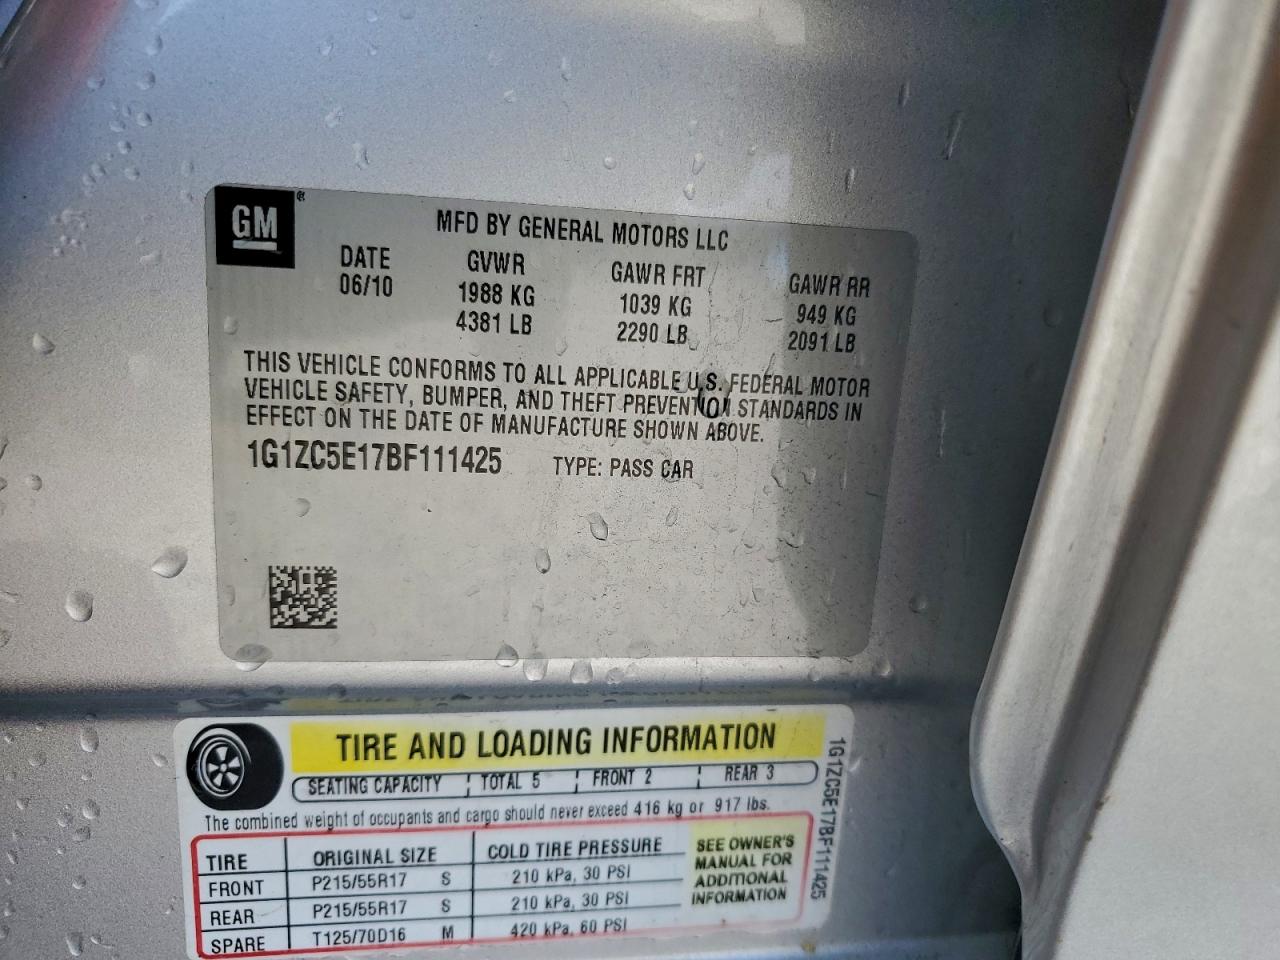 GM ®
MFD BY GENERAL MOTORS LLC
DATE GVWR GAWR FRT GAWR RR
06/10 1988 KG 1039 KG 949 KG
4381 LB 2290 LB 2091 LB
THIS VEHICLE CONFORMS TO ALL APPLICABLE U.S. FEDERAL MOTOR
VEHICLE SAFETY, BUMPER, AND THEFT PREVENTION STANDARDS IN
EFFECT ON THE DATE OF MANUFACTURE SHOWN ABOVE.
1G1ZC5E17BF111425 TYPE: PASS CAR
TIRE AND LOADING INFORMATION
SEATING CAPACITY TOTAL 5 FRONT 2 REAR 3
The combined weight of occupants and cargo should never exceed 416 kg or 917 lbs.
TIRE ORIGINAL SIZE COLD TIRE PRESSURE
FRONT P215/55R17 S 210 kPa, 30 PSI
REAR P215/55R17 S 210 kPa, 30 PSI
SPARE T125/70D16 M 420 kPa, 60 PSI
SEE OWNER'S
MANUAL FOR
ADDITIONAL
INFORMATION
1G1ZC5E17BF111425